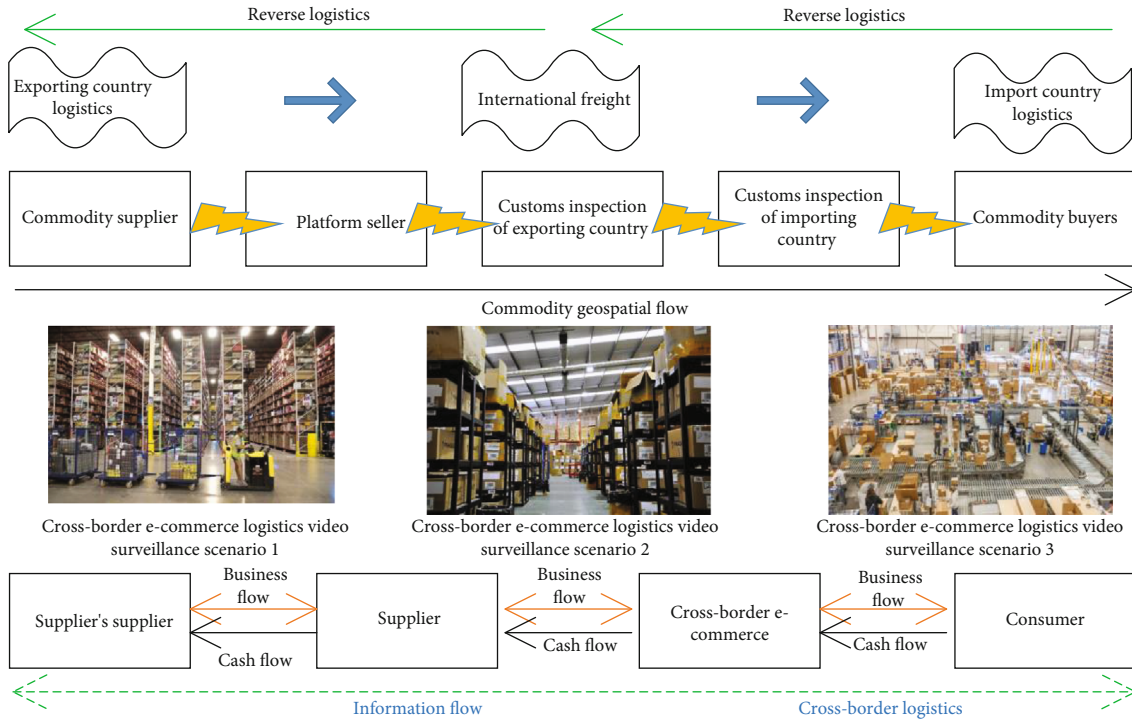 Reverse logistics
Reverse logistics
Exporting country
logistics
International freight
Import country
logistics
Commodity supplier
Platform seller
Customs inspection
of exporting country
Customs inspection
of importing
country
Commodity buyers
Commodity geospatial flow
Cross-border e-commerce logistics video
surveillance scenario 1
Cross-border e-commerce logistics video
surveillance scenario 2
Cross-border e-commerce logistics video
surveillance scenario 3
Supplier's supplier
Business
flow
Cash flow
Supplier
Business
flow
Cash flow
Cross-border e-
commerce
Business
flow
Cash flow
Consumer
Information flow
Cross-border logistics